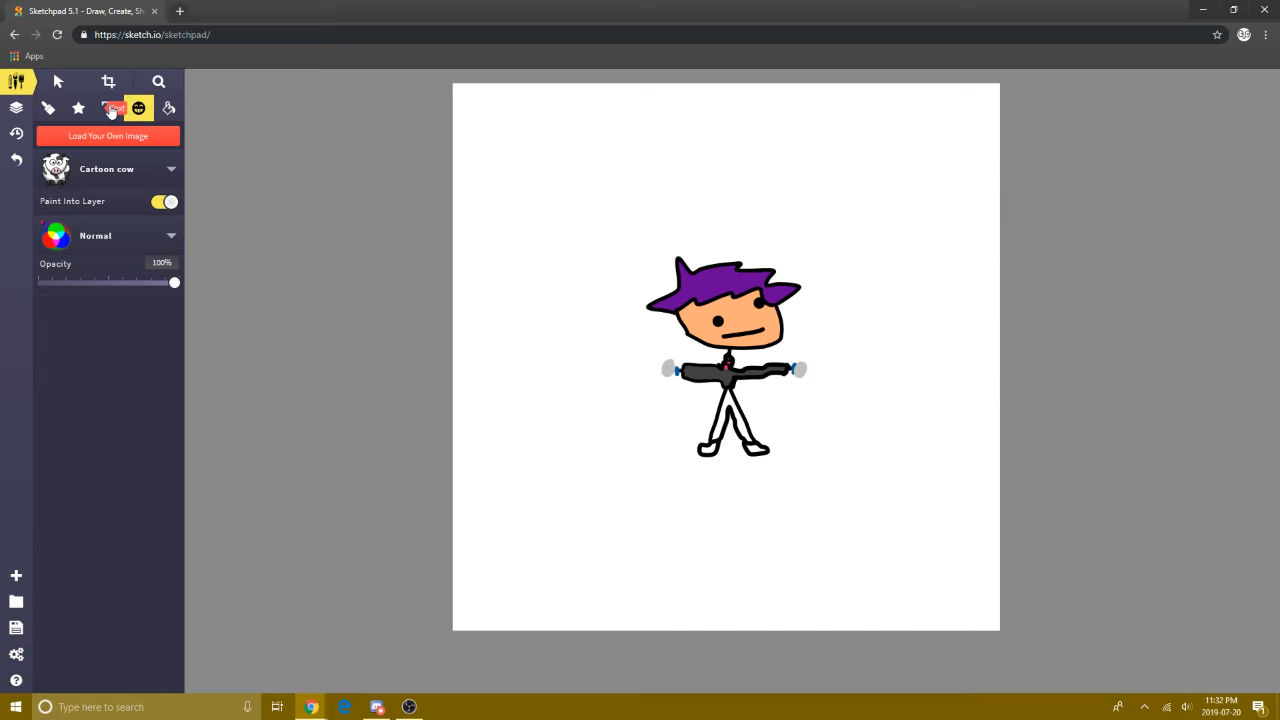 Sketchpad 5.1 - Draw, Create, Sh
https://sketch.io/sketchpad/
Apps
Text
Load Your Own Image
Cartoon cow
Paint Into Layer
Normal
Opacity 100%
Type here to search
11:32 PM
2019-07-20